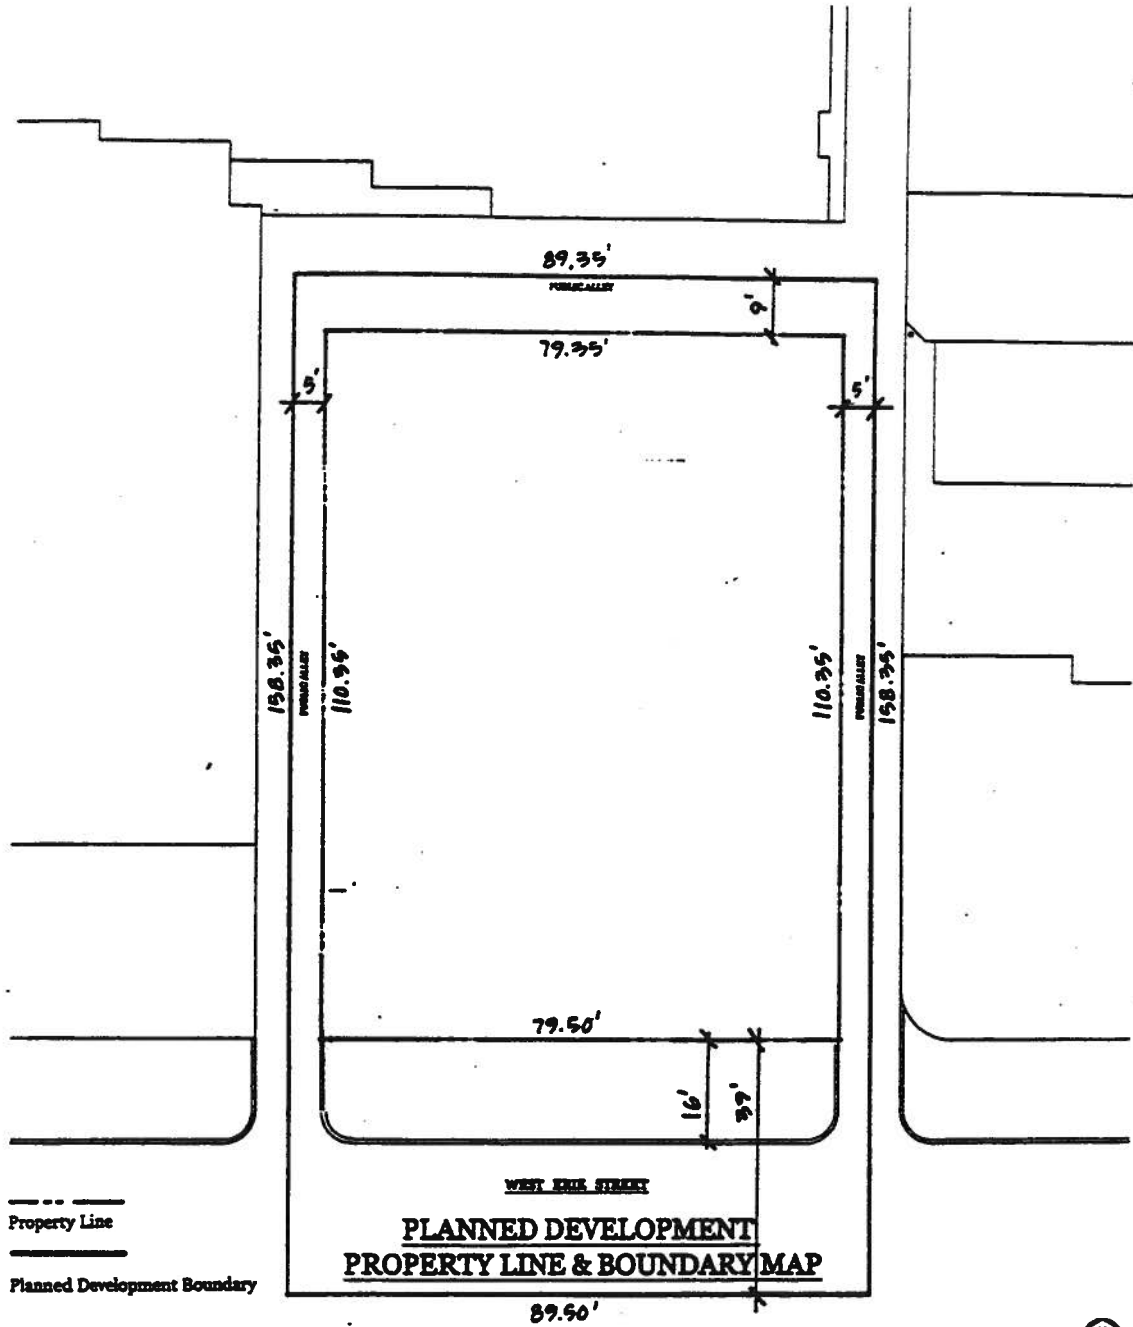 89.35'
PUBLIC ALLEY
9'
79.35'
5'
5'
158.35'
PUBLIC ALLEY
110.35'
110.35'
PUBLIC ALLEY
158.35'
79.50'
16'
39'
WEST ERIE STREET
Property Line
PLANNED DEVELOPMENT
PROPERTY LINE & BOUNDARY MAP
Planned Development Boundary
89.50'